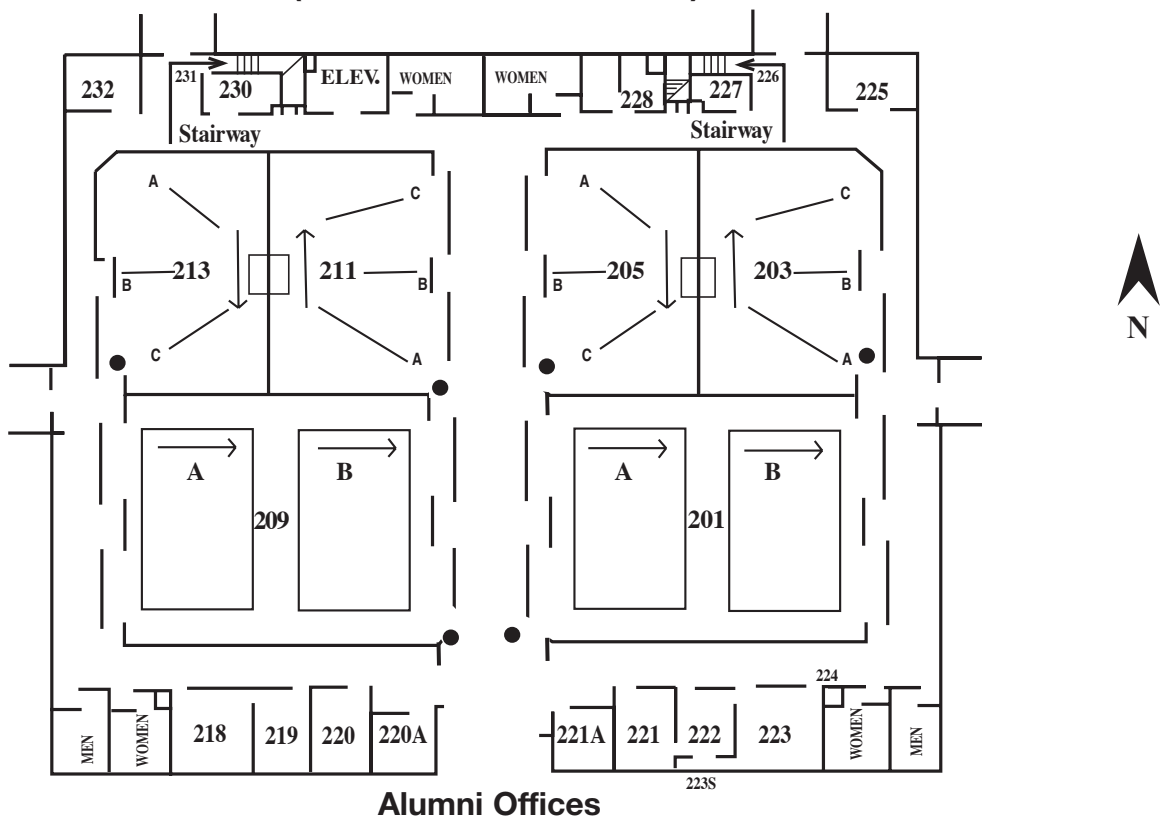 231
226
232
230
ELEV.
WOMEN
WOMEN
228
227
225
Stairway
Stairway
A
C
A
C
213
211
205
203
B
B
B
B
C
A
C
A
N
A
B
A
B
209
201
224
MEN
WOMEN
218
219
220
220A
221A
221
222
223
WOMEN
MEN
223S
Alumni Offices